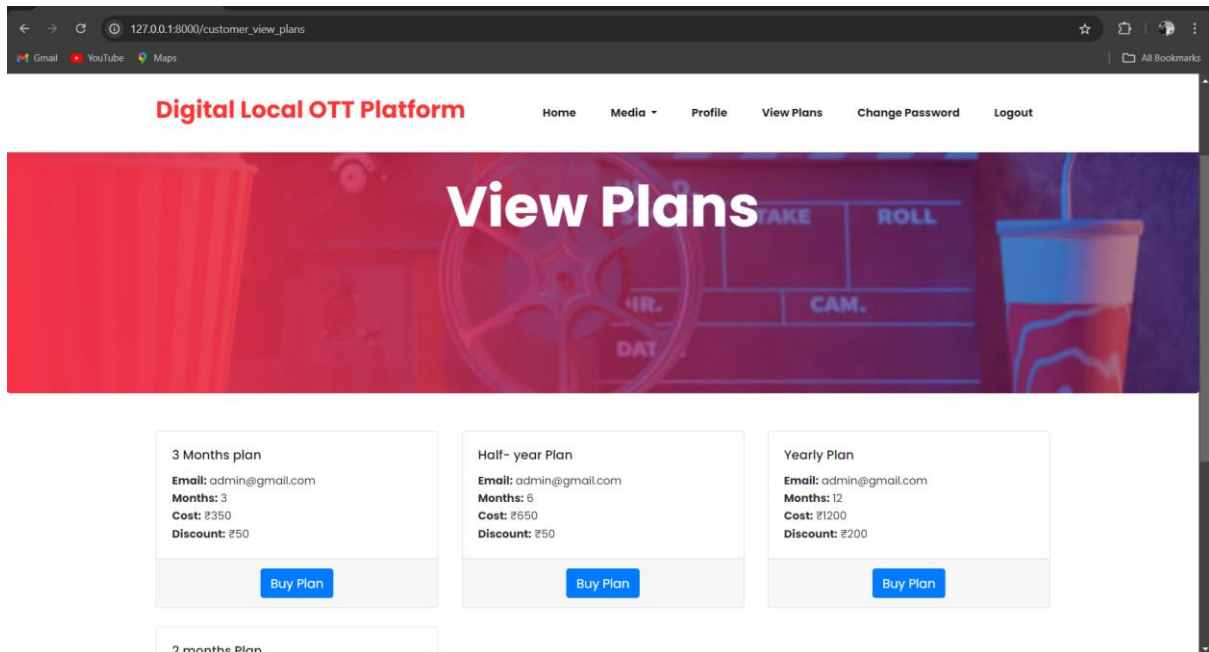 127.0.0.1:8000/customer_view_plans
Gmail YouTube Maps All Bookmarks
Digital Local OTT Platform Home Media Profile View Plans Change Password Logout
View Plans
TAKE ROLL
DIR. CAM.
DAT
3 Months plan
Email: admin@gmail.com
Months: 3
Cost: ₹350
Discount: ₹50
Buy Plan
Half- year Plan
Email: admin@gmail.com
Months: 6
Cost: ₹650
Discount: ₹50
Buy Plan
Yearly Plan
Email: admin@gmail.com
Months: 12
Cost: ₹1200
Discount: ₹200
Buy Plan
2 months Plan